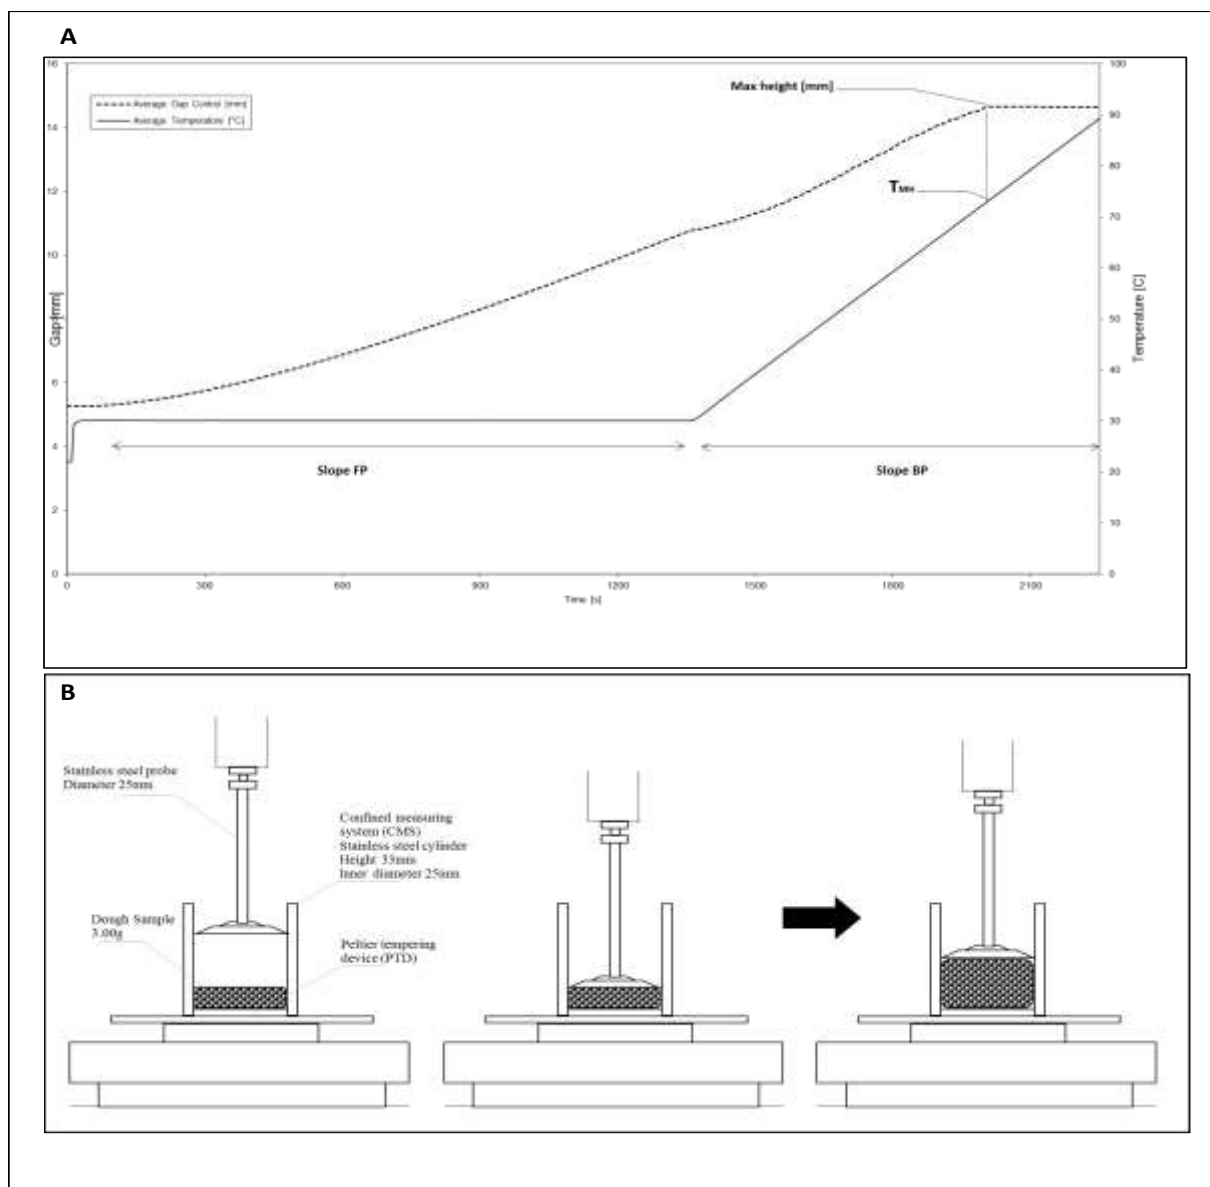 A
16
14
12
10
8
6
4
2
0
Gap [mm]
Average Gap Control [mm]
Average Temperature [°C]
Max height [mm]
TMH
Slope FP
Slope BP
100
90
80
70
60
50
40
30
20
10
0
Temperature [C]
0 300 600 900 1200 1500 1800 2100
Time [s]
B
Stainless steel probe
Diameter 25mm
Confined measuring
system (CMS)
Stainless steel cylinder
Height 33mm
Inner diameter 25mm
Dough Sample
3.00g
Peltier tempering
device (PTD)